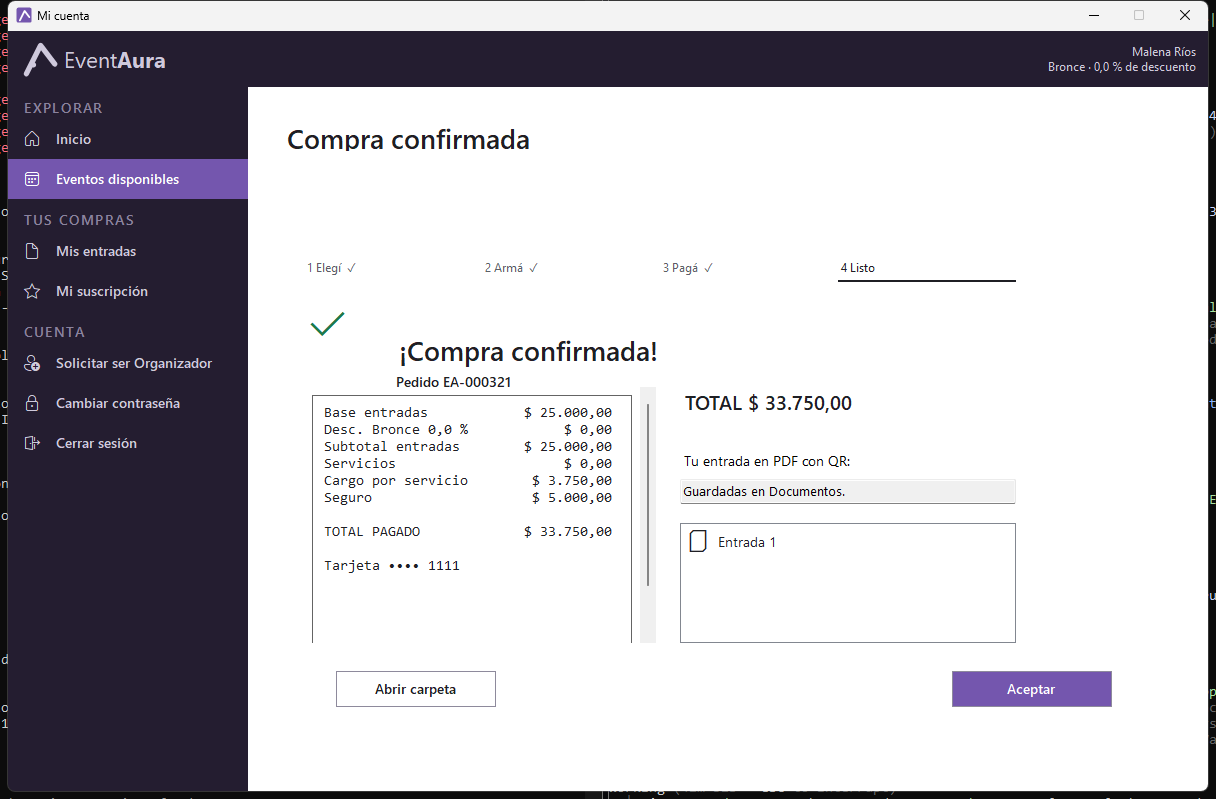 Mi cuenta
EventAura
Malena Ríos
Bronce · 0,0 % de descuento
EXPLORAR
Inicio
Eventos disponibles
TUS COMPRAS
Mis entradas
Mi suscripción
CUENTA
Solicitar ser Organizador
Cambiar contraseña
Cerrar sesión
Compra confirmada
1 Elegí ✓
2 Armá ✓
3 Pagá ✓
4 Listo
¡Compra confirmada!
Pedido EA-000321
Base entradas $ 25.000,00
Desc. Bronce 0,0 % $ 0,00
Subtotal entradas $ 25.000,00
Servicios $ 0,00
Cargo por servicio $ 3.750,00
Seguro $ 5.000,00
TOTAL PAGADO $ 33.750,00
Tarjeta •••• 1111
TOTAL $ 33.750,00
Tu entrada en PDF con QR:
Guardadas en Documentos.
Entrada 1
Abrir carpeta
Aceptar